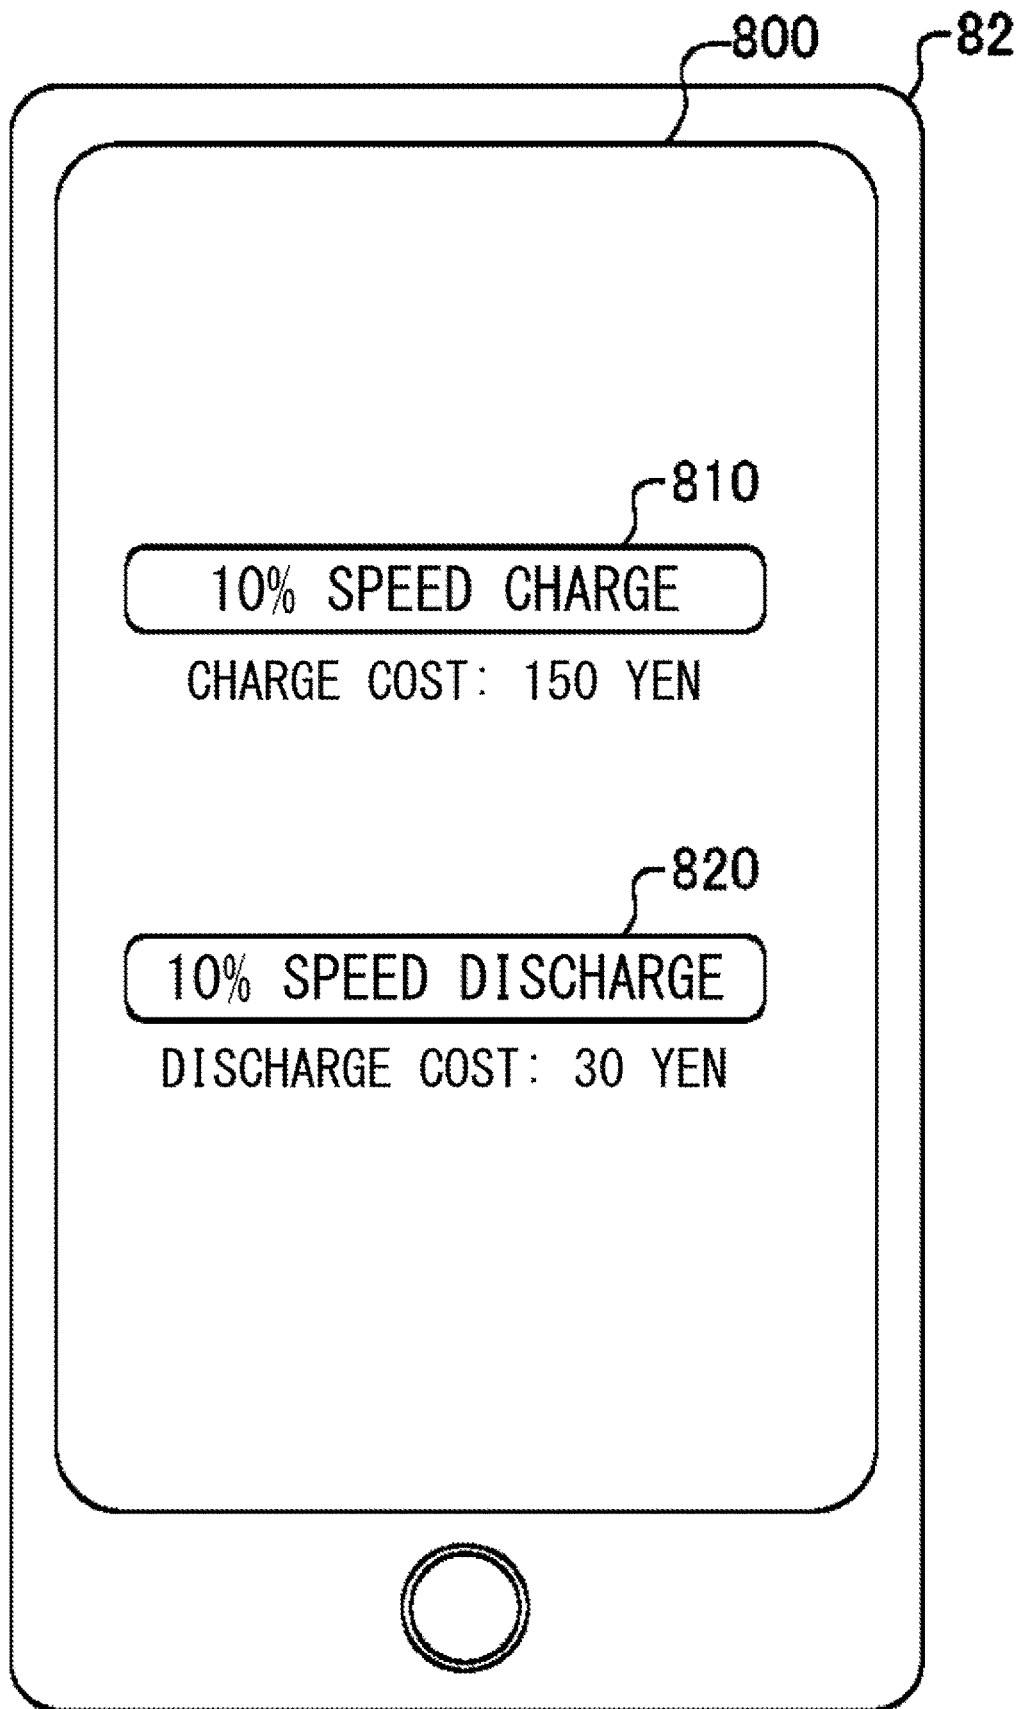 800
82
810
10% SPEED CHARGE
CHARGE COST: 150 YEN
820
10% SPEED DISCHARGE
DISCHARGE COST: 30 YEN